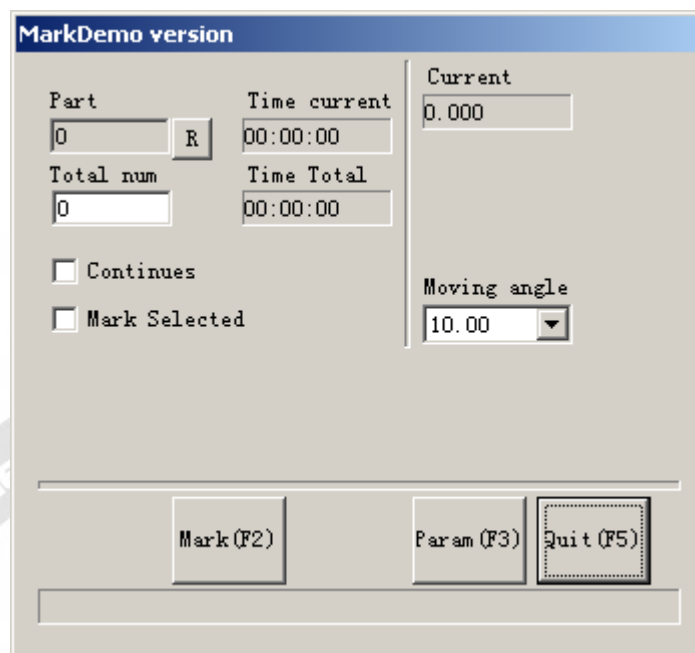 MarkDemo version
Part
0
R
Time current
00:00:00
Total num
0
Time Total
00:00:00
Continues
Mark Selected
Current
0.000
Moving angle
10.00
Mark(F2)
Param(F3)
Quit(F5)